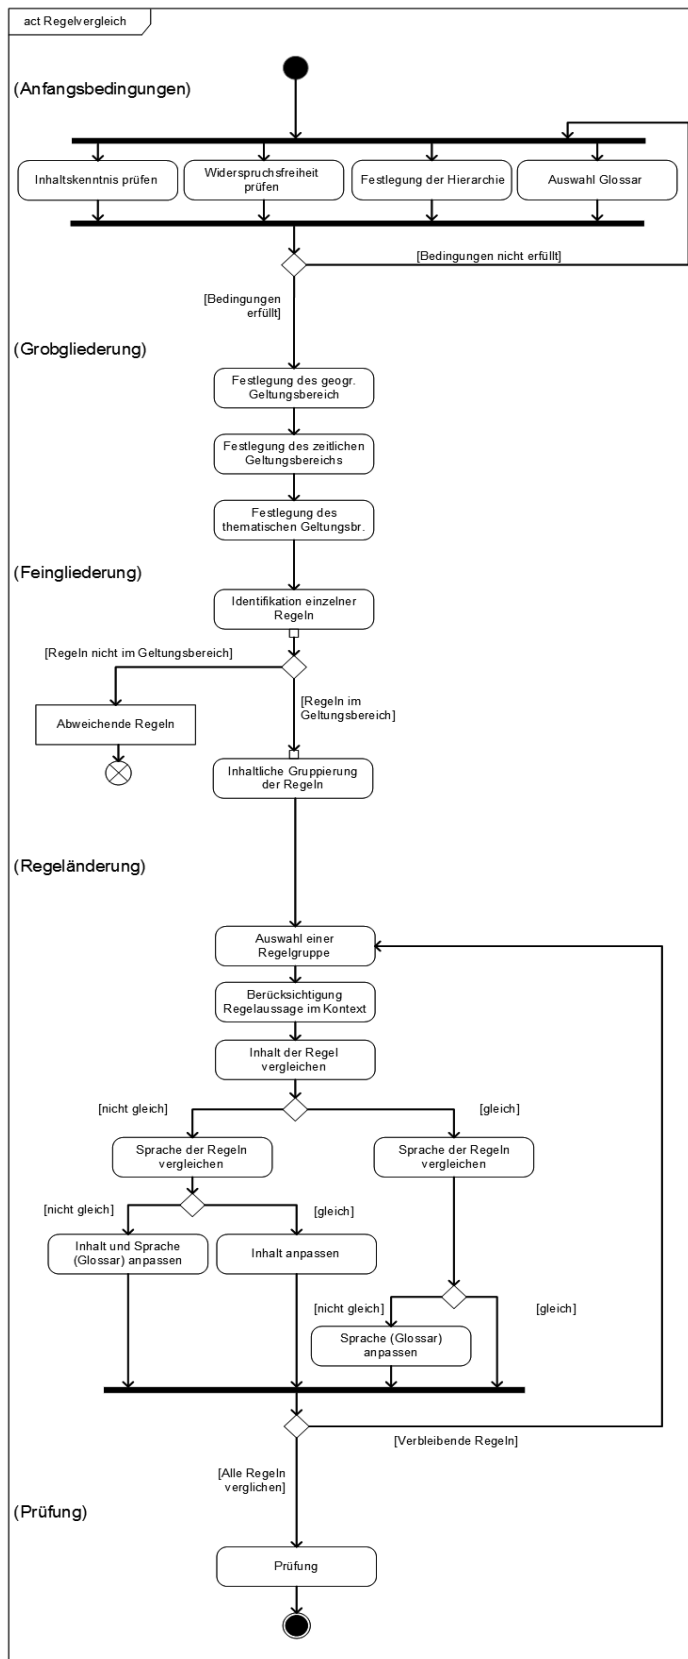 act Regelvergleich
(Anfangsbedingungen)
Inhaltskenntnis prüfen
Widerspruchsfreiheit
prüfen
Festlegung der Hierarchie
Auswahl Glossar
[Bedingungen nicht erfüllt]
[Bedingungen
erfüllt]
(Grobgliederung)
Festlegung des geogr.
Geltungsbereich
Festlegung des zeitlichen
Geltungsbereichs
Festlegung des
thematischen Geltungsbr.
(Feingliederung)
Identifikation einzelner
Regeln
[Regeln nicht im Geltungsbereich]
[Regeln im
Geltungsbereich]
Abweichende Regeln
Inhaltliche Gruppierung
der Regeln
(Regeländerung)
Auswahl einer
Regelgruppe
Berücksichtigung
Regelaussage im Kontext
Inhalt der Regel
vergleichen
[nicht gleich]
[gleich]
Sprache der Regeln
vergleichen
Sprache der Regeln
vergleichen
[nicht gleich]
[gleich]
Inhalt und Sprache
(Glossar) anpassen
Inhalt anpassen
[nicht gleich]
[gleich]
Sprache (Glossar)
anpassen
[Verbleibende Regeln]
[Alle Regeln
verglichen]
(Prüfung)
Prüfung